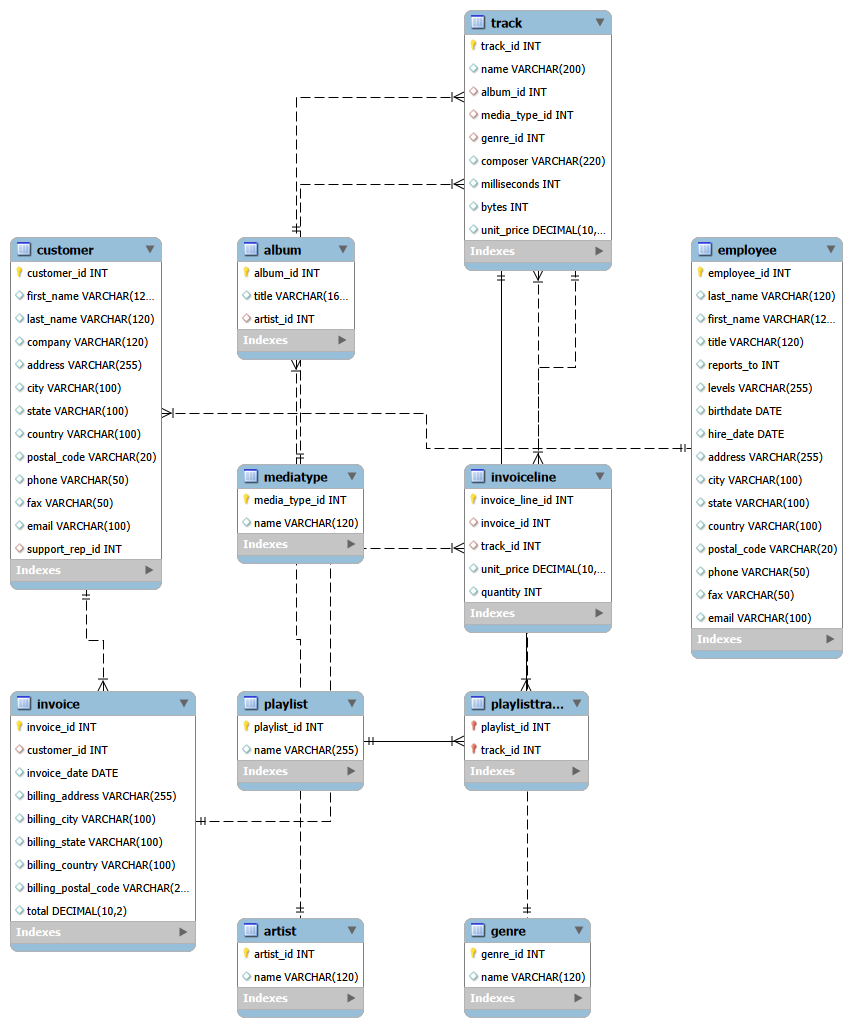 track
track_id INT
name VARCHAR(200)
album_id INT
media_type_id INT
genre_id INT
composer VARCHAR(220)
milliseconds INT
bytes INT
unit_price DECIMAL(10,...
Indexes
customer
customer_id INT
first_name VARCHAR(12...
last_name VARCHAR(120)
company VARCHAR(120)
address VARCHAR(255)
city VARCHAR(100)
state VARCHAR(100)
country VARCHAR(100)
postal_code VARCHAR(20)
phone VARCHAR(50)
fax VARCHAR(50)
email VARCHAR(100)
support_rep_id INT
Indexes
album
album_id INT
title VARCHAR(16...
artist_id INT
Indexes
employee
employee_id INT
last_name VARCHAR(120)
first_name VARCHAR(12...
title VARCHAR(120)
reports_to INT
levels VARCHAR(255)
birthdate DATE
hire_date DATE
address VARCHAR(255)
city VARCHAR(100)
state VARCHAR(100)
country VARCHAR(100)
postal_code VARCHAR(20)
phone VARCHAR(50)
fax VARCHAR(50)
email VARCHAR(100)
Indexes
mediatype
media_type_id INT
name VARCHAR(120)
Indexes
invoiceline
invoice_line_id INT
invoice_id INT
track_id INT
unit_price DECIMAL(10,...
quantity INT
Indexes
invoice
invoice_id INT
customer_id INT
invoice_date DATE
billing_address VARCHAR(255)
billing_city VARCHAR(100)
billing_state VARCHAR(100)
billing_country VARCHAR(100)
billing_postal_code VARCHAR(2...
total DECIMAL(10,2)
Indexes
playlist
playlist_id INT
name VARCHAR(255)
Indexes
playlisttra...
playlist_id INT
track_id INT
Indexes
artist
artist_id INT
name VARCHAR(120)
Indexes
genre
genre_id INT
name VARCHAR(120)
Indexes